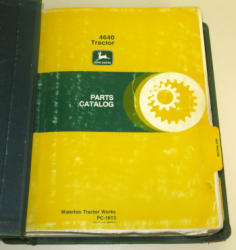 4640
Tractor
JOHN DEERE
PARTS
CATALOG
Waterloo Tractor Works
PC-1613